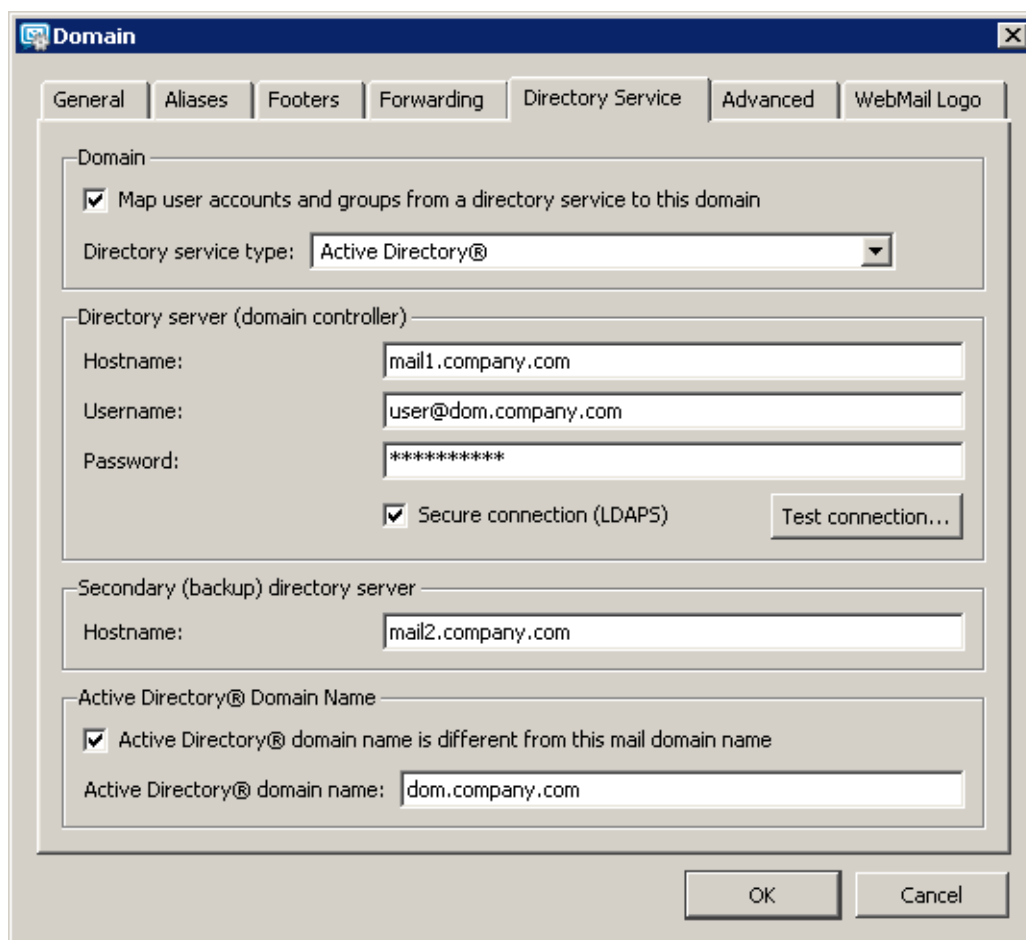 Domain
General Aliases Footers Forwarding Directory Service Advanced WebMail Logo
Domain
Map user accounts and groups from a directory service to this domain
Directory service type: Active Directory®
Directory server (domain controller)
Hostname: mail1.company.com
Username: user@dom.company.com
Password: **********
Secure connection (LDAPS) Test connection...
Secondary (backup) directory server
Hostname: mail2.company.com
Active Directory® Domain Name
Active Directory® domain name is different from this mail domain name
Active Directory® domain name: dom.company.com
OK Cancel